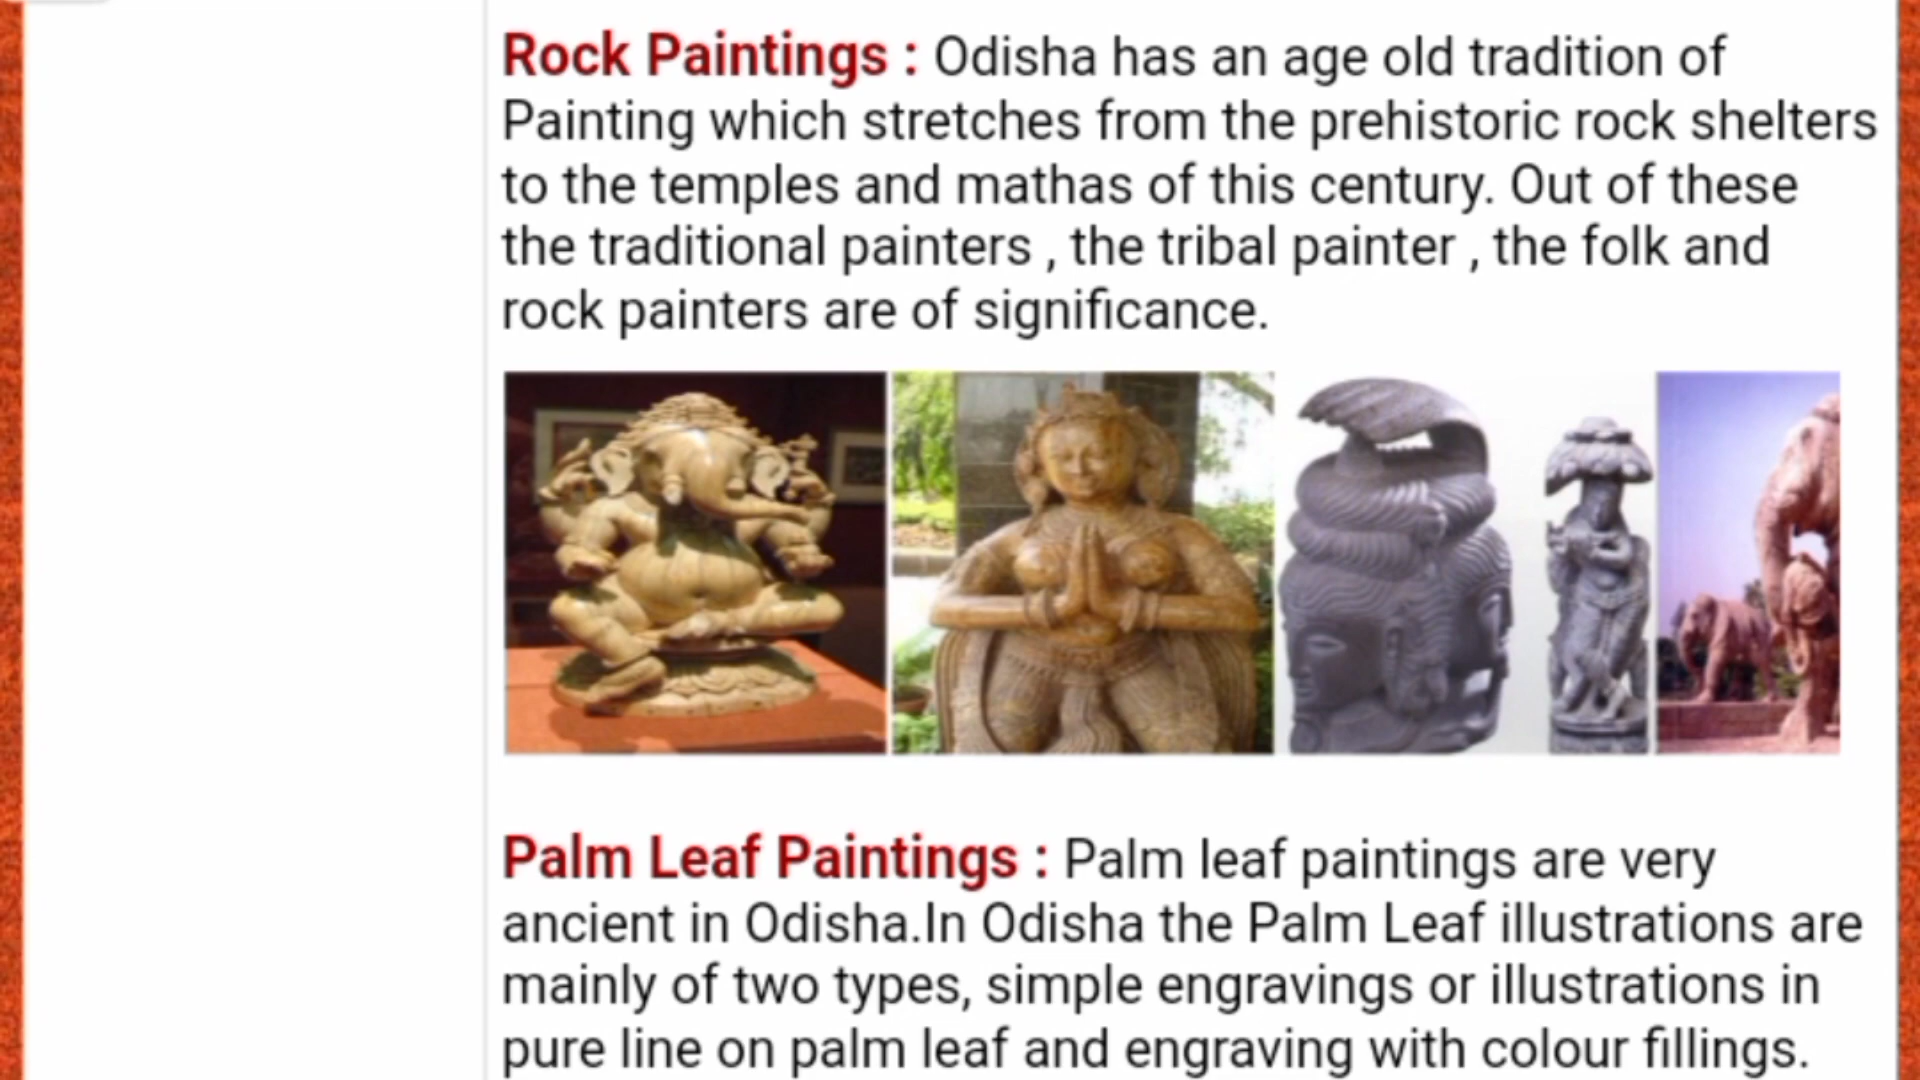 Rock Paintings : Odisha has an age old tradition of
Painting which stretches from the prehistoric rock shelters
to the temples and mathas of this century. Out of these
the traditional painters , the tribal painter , the folk and
rock painters are of significance.
Palm Leaf Paintings : Palm leaf paintings are very
ancient in Odisha.In Odisha the Palm Leaf illustrations are
mainly of two types, simple engravings or illustrations in
pure line on palm leaf and engraving with colour fillings.